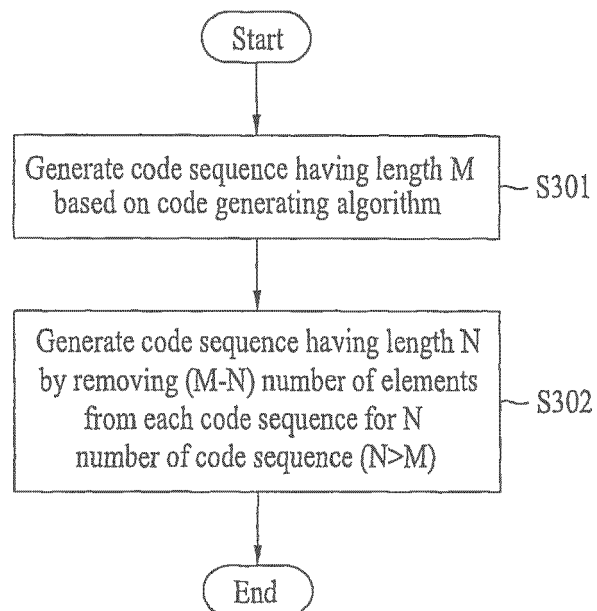 Start
Generate code sequence having length M
based on code generating algorithm
S301
Generate code sequence having length N
by removing (M-N) number of elements
from each code sequence for N
number of code sequence (N>M)
S302
End